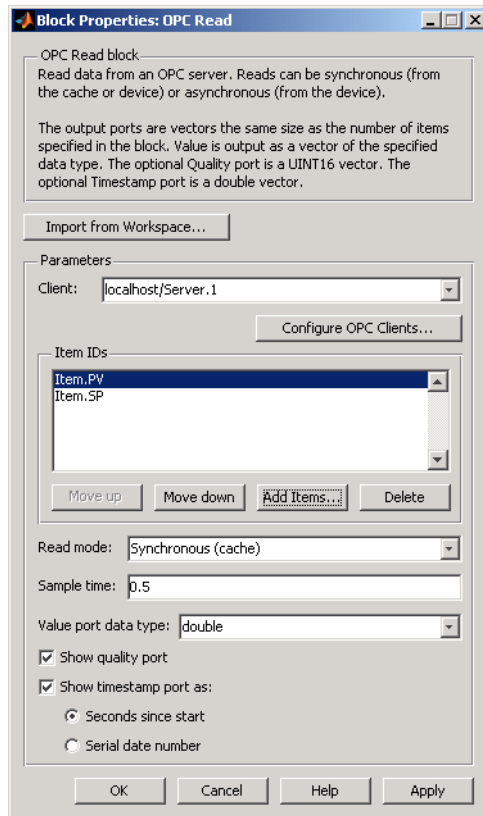 Block Properties: OPC Read
OPC Read block
Read data from an OPC server. Reads can be synchronous (from
the cache or device) or asynchronous (from the device).
The output ports are vectors the same size as the number of items
specified in the block. Value is output as a vector of the specified
data type. The optional Quality port is a UINT16 vector. The
optional Timestamp port is a double vector.
Import from Workspace...
Parameters
Client: localhost/Server.1
Configure OPC Clients...
Item IDs
Item.PV
Item.SP
Move up Move down Add Items... Delete
Read mode: Synchronous (cache)
Sample time: 0.5
Value port data type: double
Show quality port
Show timestamp port as:
Seconds since start
Serial date number
OK Cancel Help Apply